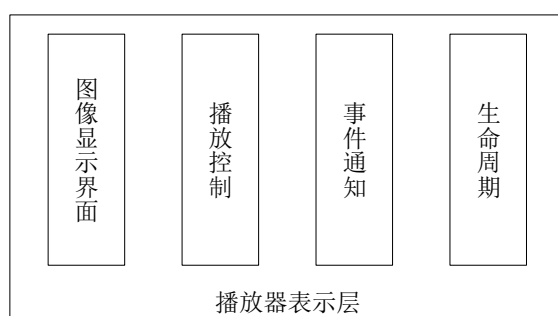 图像显示界面
播放控制
事件通知
生命周期
播放器表示层